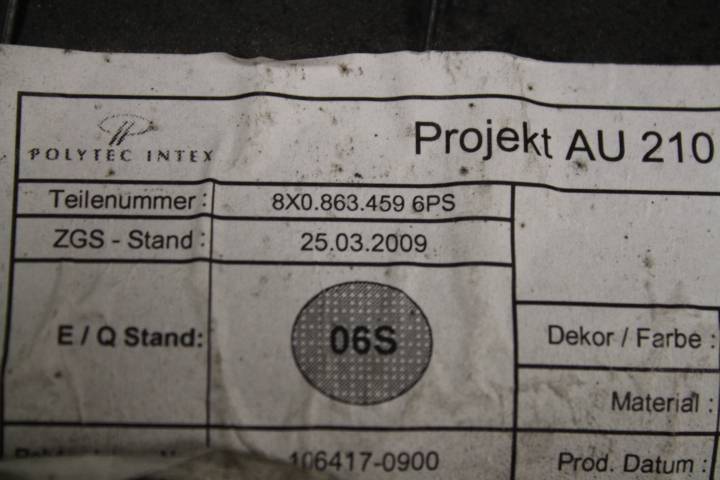 POLYTEC INTEX
Projekt AU 210
Teilenummer : 8X0.863.459 6PS
ZGS - Stand : 25.03.2009
E / Q Stand: 06S
Dekor / Farbe :
Material :
106417-0900
Prod. Datum :